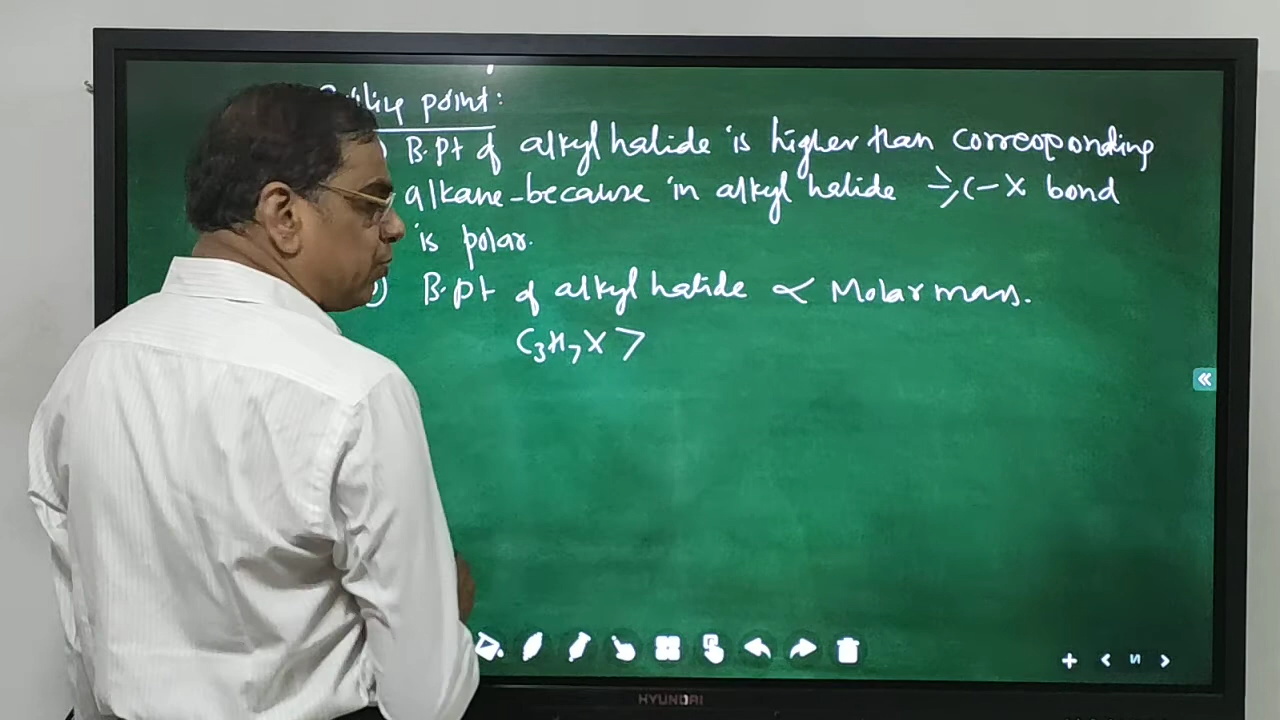 point:
B.pt of alkyl halide is higher than corresponding
alkane - because in alkyl halide ⩾C-X bond
is polar.
) B.pt of alkyl halide ∝ Molar mass.
C₃H₇X >
HYUNDAI